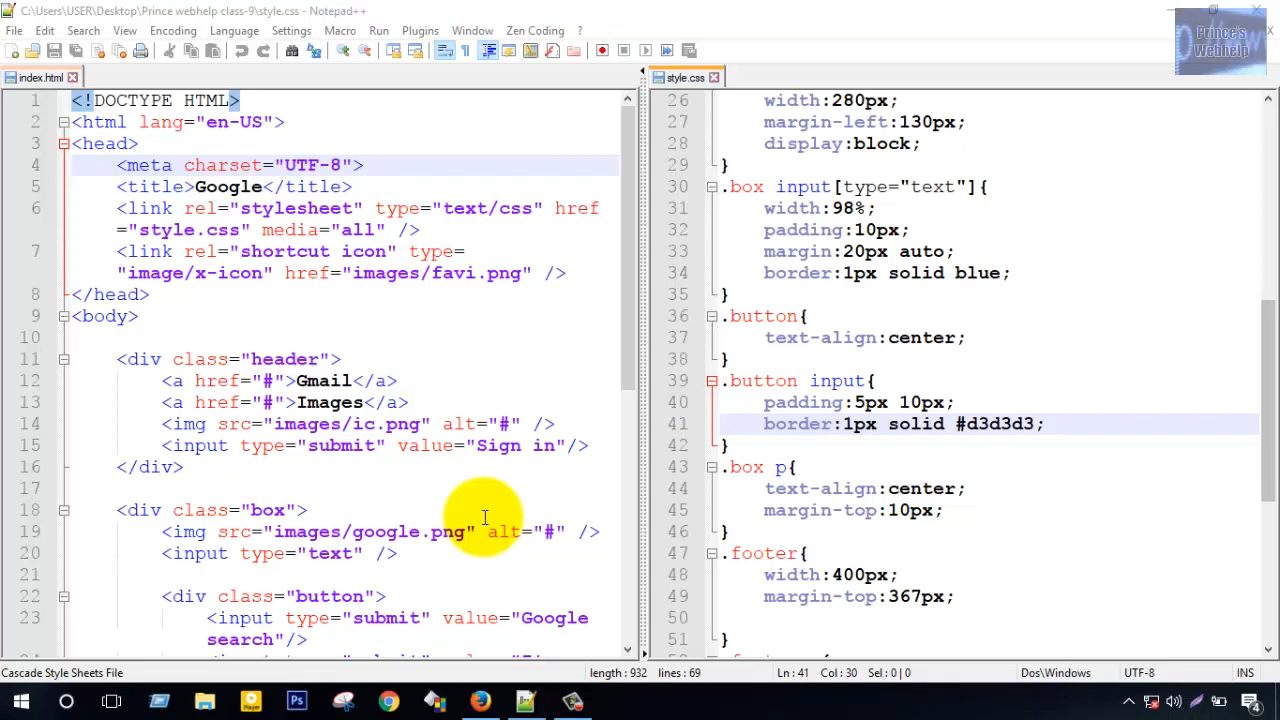 C:\Users\USER\Desktop\Prince webhelp class-9\style.css - Notepad++
File Edit Search View Encoding Language Settings Macro Run Plugins Window Zen Coding ?
Prince's
Webhelp
index.html
1 <!DOCTYPE HTML>
2 <html lang="en-US">
3 <head>
4 <meta charset="UTF-8">
5 <title>Google</title>
6 <link rel="stylesheet" type="text/css" href
="style.css" media="all" />
7 <link rel="shortcut icon" type=
"image/x-icon" href="images/favi.png" />
8 </head>
9 <body>
10
11 <div class="header">
12 <a href="#">Gmail</a>
13 <a href="#">Images</a>
14 <img src="images/ic.png" alt="#" />
15 <input type="submit" value="Sign in"/>
16 </div>
17
18 <div class="box">
19 <img src="images/google.png" alt="#" />
20 <input type="text" />
21
22 <div class="button">
23 <input type="submit" value="Google
search"/>
style.css
26 width:280px;
27 margin-left:130px;
28 display:block;
29 }
30 .box input[type="text"]{
31 width:98%;
32 padding:10px;
33 margin:20px auto;
34 border:1px solid blue;
35 }
36 .button{
37 text-align:center;
38 }
39 .button input{
40 padding:5px 10px;
41 border:1px solid #d3d3d3;
42 }
43 .box p{
44 text-align:center;
45 margin-top:10px;
46 }
47 .footer{
48 width:400px;
49 margin-top:367px;
50
51 }
Cascade Style Sheets File length : 932 lines : 69 Ln : 41 Col : 30 Sel : 0 | 0 Dos\Windows UTF-8 INS